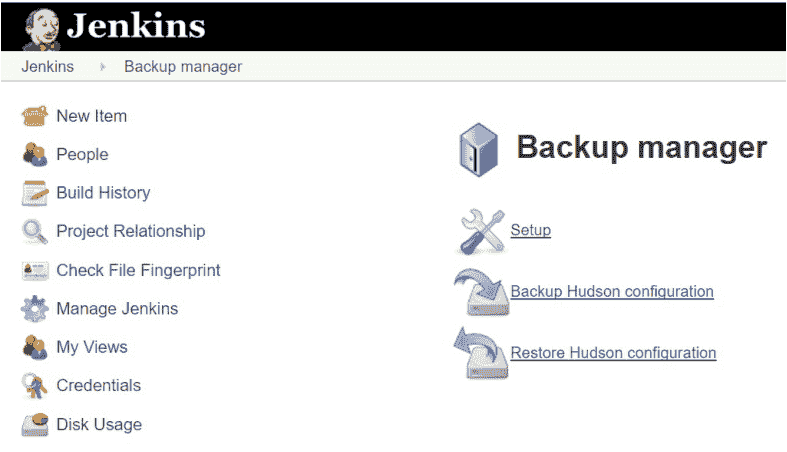 Jenkins
Jenkins Backup manager
New Item
People
Build History
Project Relationship
Check File Fingerprint
Manage Jenkins
My Views
Credentials
Disk Usage
Backup manager
Setup
Backup Hudson configuration
Restore Hudson configuration